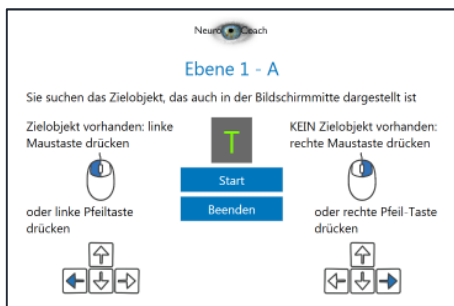 Neuro Coach
Ebene 1 - A
Sie suchen das Zielobjekt, das auch in der Bildschirmmitte dargestellt ist
Zielobjekt vorhanden: linke
Maustaste drücken
oder linke Pfeiltaste
drücken
T
Start
Beenden
KEIN Zielobjekt vorhanden:
rechte Maustaste drücken
oder rechte Pfeil-Taste
drücken